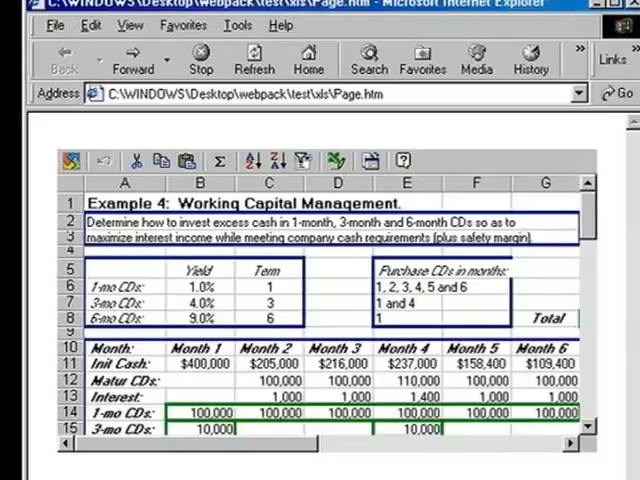 C:\WINDOWS\Desktop\webpack\test\xls\Page.htm - Microsoft Internet Explorer
File Edit View Favorites Tools Help
Back Forward Stop Refresh Home Search Favorites Media History » Links »
Address C:\WINDOWS\Desktop\webpack\test\xls\Page.htm Go
A B C D E F G
1 Example 4: Working Capital Management.
2 Determine how to invest excess cash in 1-month, 3-month and 6-month CDs so as to
3 maximize interest income while meeting company cash requirements (plus safety margin).
4
5 Yield Term Purchase CDs in months:
6 1-mo CDs: 1.0% 1 1, 2, 3, 4, 5 and 6
7 3-mo CDs: 4.0% 3 1 and 4
8 6-mo CDs: 9.0% 6 1 Total
9
10 Month: Month 1 Month 2 Month 3 Month 4 Month 5 Month 6
11 Init Cash: $400,000 $205,000 $216,000 $237,000 $158,400 $109,400
12 Matur CDs: 100,000 100,000 110,000 100,000 100,000
13 Interest: 1,000 1,000 1,400 1,000 1,000
14 1-mo CDs: 100,000 100,000 100,000 100,000 100,000 100,000
15 3-mo CDs: 10,000 10,000